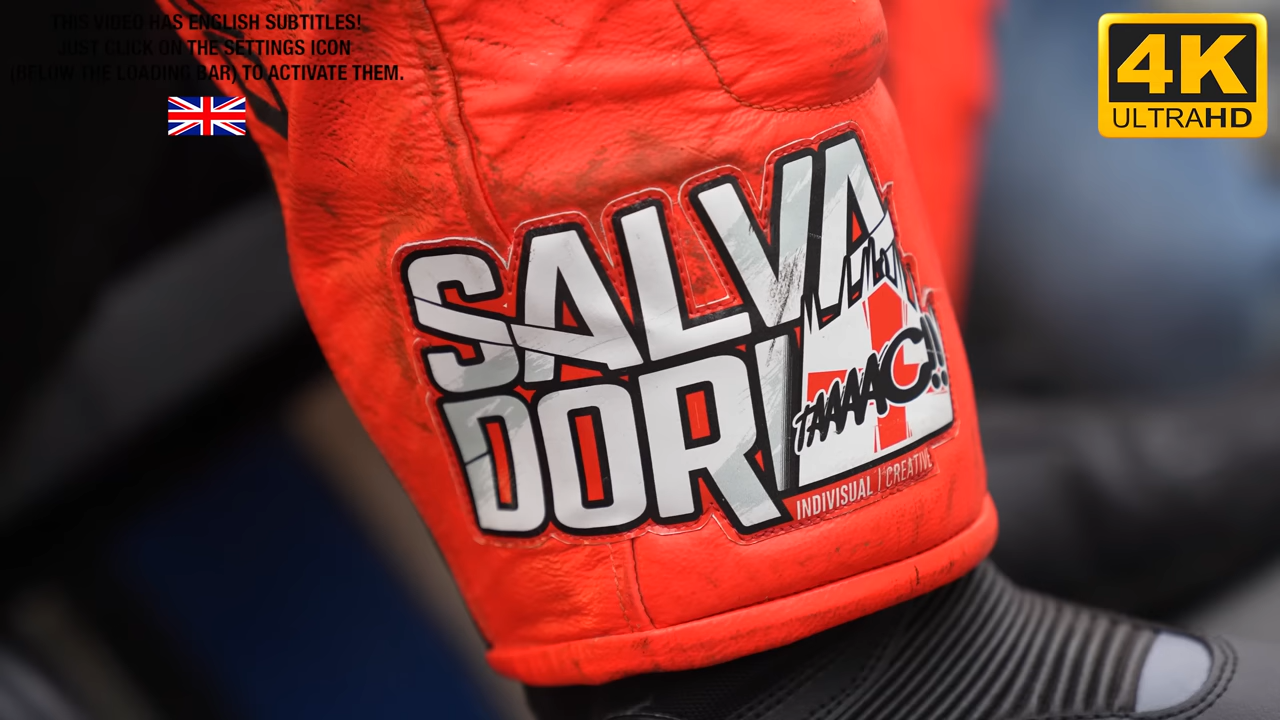 THIS VIDEO HAS ENGLISH SUBTITLES!
JUST CLICK ON THE SETTINGS ICON
(BELOW THE LOADING BAR) TO ACTIVATE THEM.
4K
ULTRAHD
SALVA
DORI
TAAAAC!!
INDIVISUAL | CREATIVE